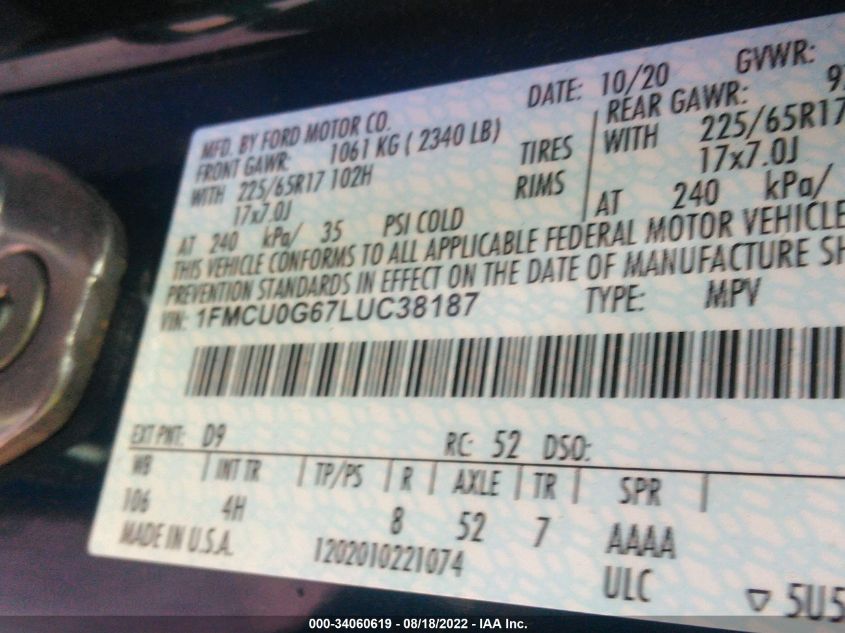 MFD. BY FORD MOTOR CO. DATE: 10/20 GVWR:
FRONT GAWR: 1061 KG ( 2340 LB) REAR GAWR:
WITH 225/65R17 102H TIRES WITH 225/65R17
17x7.0J RIMS 17x7.0J
AT 240 kPa/ 35 PSI COLD AT 240 kPa/
THIS VEHICLE CONFORMS TO ALL APPLICABLE FEDERAL MOTOR VEHICLE
PREVENTION STANDARDS IN EFFECT ON THE DATE OF MANUFACTURE SH
VIN: 1FMCU0G67LUC38187 TYPE: MPV
EXT PNT: D9 RC: 52 DSO:
WB INT TR TP/PS R AXLE TR SPR
106 4H 8 52 7 AAAA
MADE IN U.S.A. 1202010221074 ULC
▽ 5U5
000-34060619 - 08/18/2022 - IAA Inc.